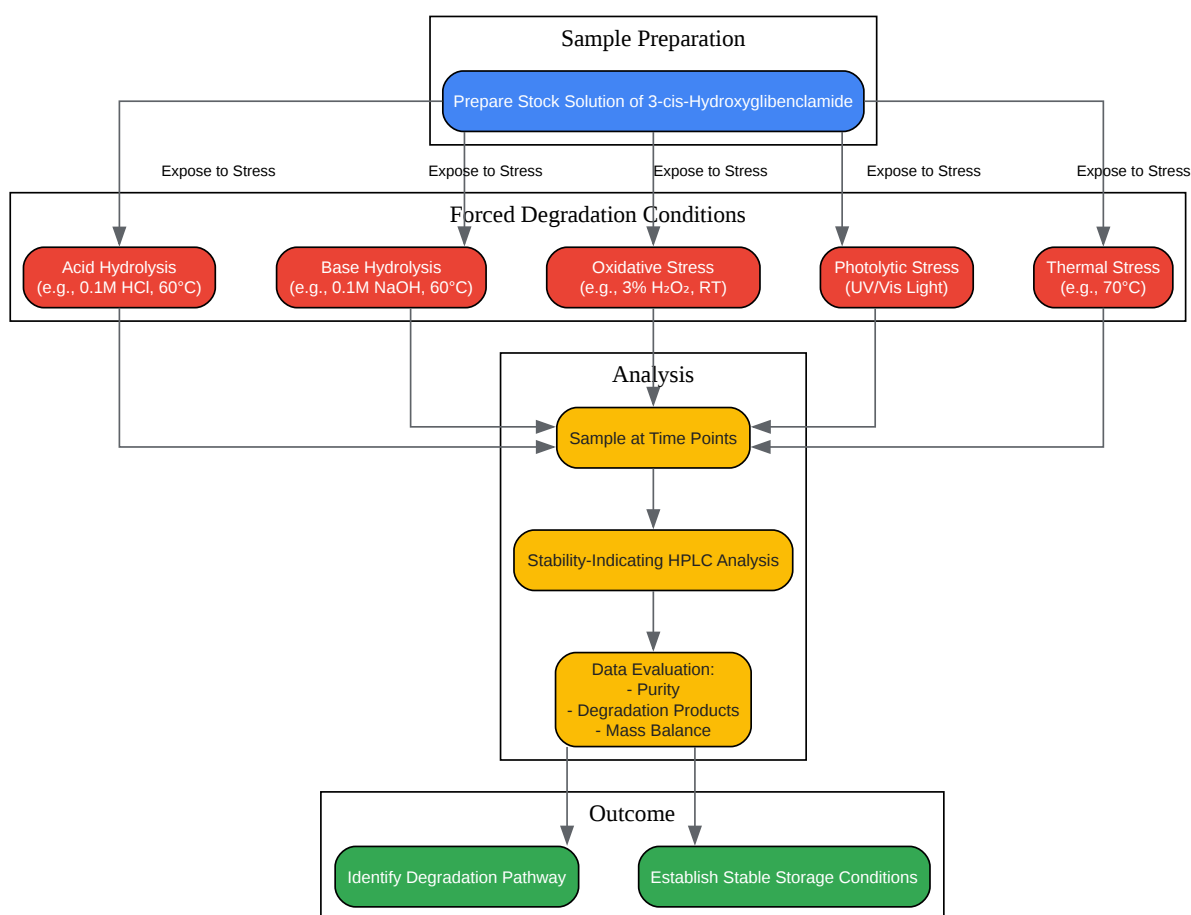 Sample Preparation
Prepare Stock Solution of 3-cis-Hydroxyglibenclamide
Expose to Stress
Expose to Stress
Expose to Stress
Expose to Stress
Expose to Stress
Forced Degradation Conditions
Acid Hydrolysis
(e.g., 0.1M HCl, 60°C)
Base Hydrolysis
(e.g., 0.1M NaOH, 60°C)
Oxidative Stress
(e.g., 3% H₂O₂, RT)
Photolytic Stress
(UV/Vis Light)
Thermal Stress
(e.g., 70°C)
Analysis
Sample at Time Points
Stability-Indicating HPLC Analysis
Data Evaluation:
- Purity
- Degradation Products
- Mass Balance
Outcome
Identify Degradation Pathway
Establish Stable Storage Conditions